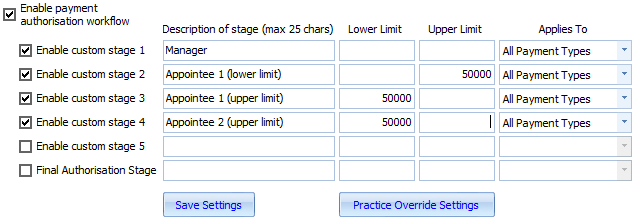 Enable payment
authorisation workflow
Description of stage (max 25 chars) Lower Limit Upper Limit Applies To
Enable custom stage 1 Manager All Payment Types
Enable custom stage 2 Appointee 1 (lower limit) 50000 All Payment Types
Enable custom stage 3 Appointee 1 (upper limit) 50000 All Payment Types
Enable custom stage 4 Appointee 2 (upper limit) 50000 All Payment Types
Enable custom stage 5
Final Authorisation Stage
Save Settings Practice Override Settings